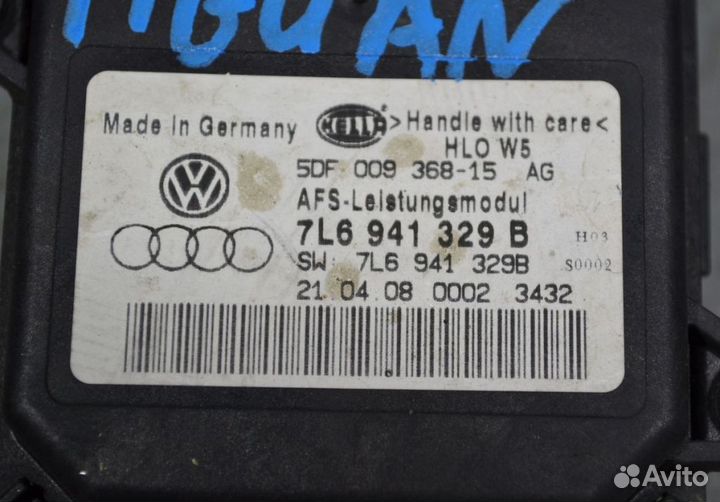 TIGUAN
Made in Germany HELLA >Handle with care<
HLO W5
5DF 009 368-15 AG
AFS-Leistungsmodul
7L6 941 329 B H03
SW: 7L6 941 329B S0002
21.04.08 0002 3432
Avito